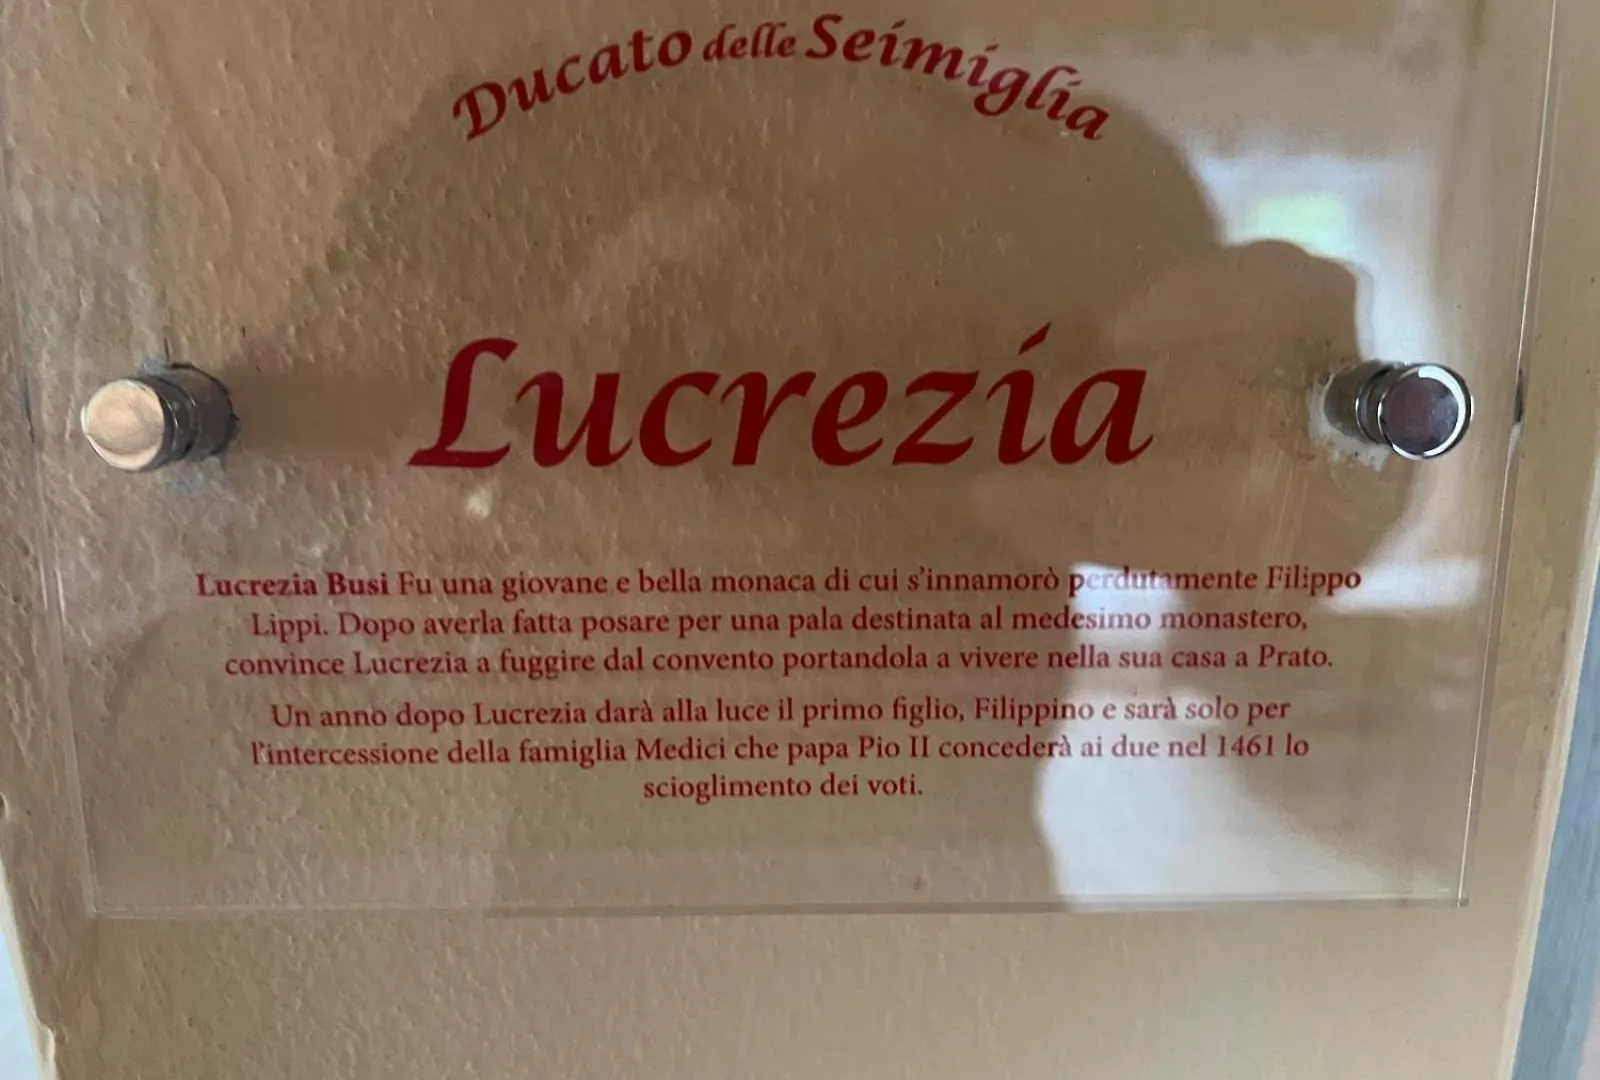 Ducato delle Seimiglia
Lucrezia
Lucrezia Busi Fu una giovane e bella monaca di cui s'innamorò perdutamente Filippo
Lippi. Dopo averla fatta posare per una pala destinata al medesimo monastero,
convince Lucrezia a fuggire dal convento portandola a vivere nella sua casa a Prato.
Un anno dopo Lucrezia darà alla luce il primo figlio, Filippino e sarà solo per
l'intercessione della famiglia Medici che papa Pio II concederà ai due nel 1461 lo
scioglimento dei voti.